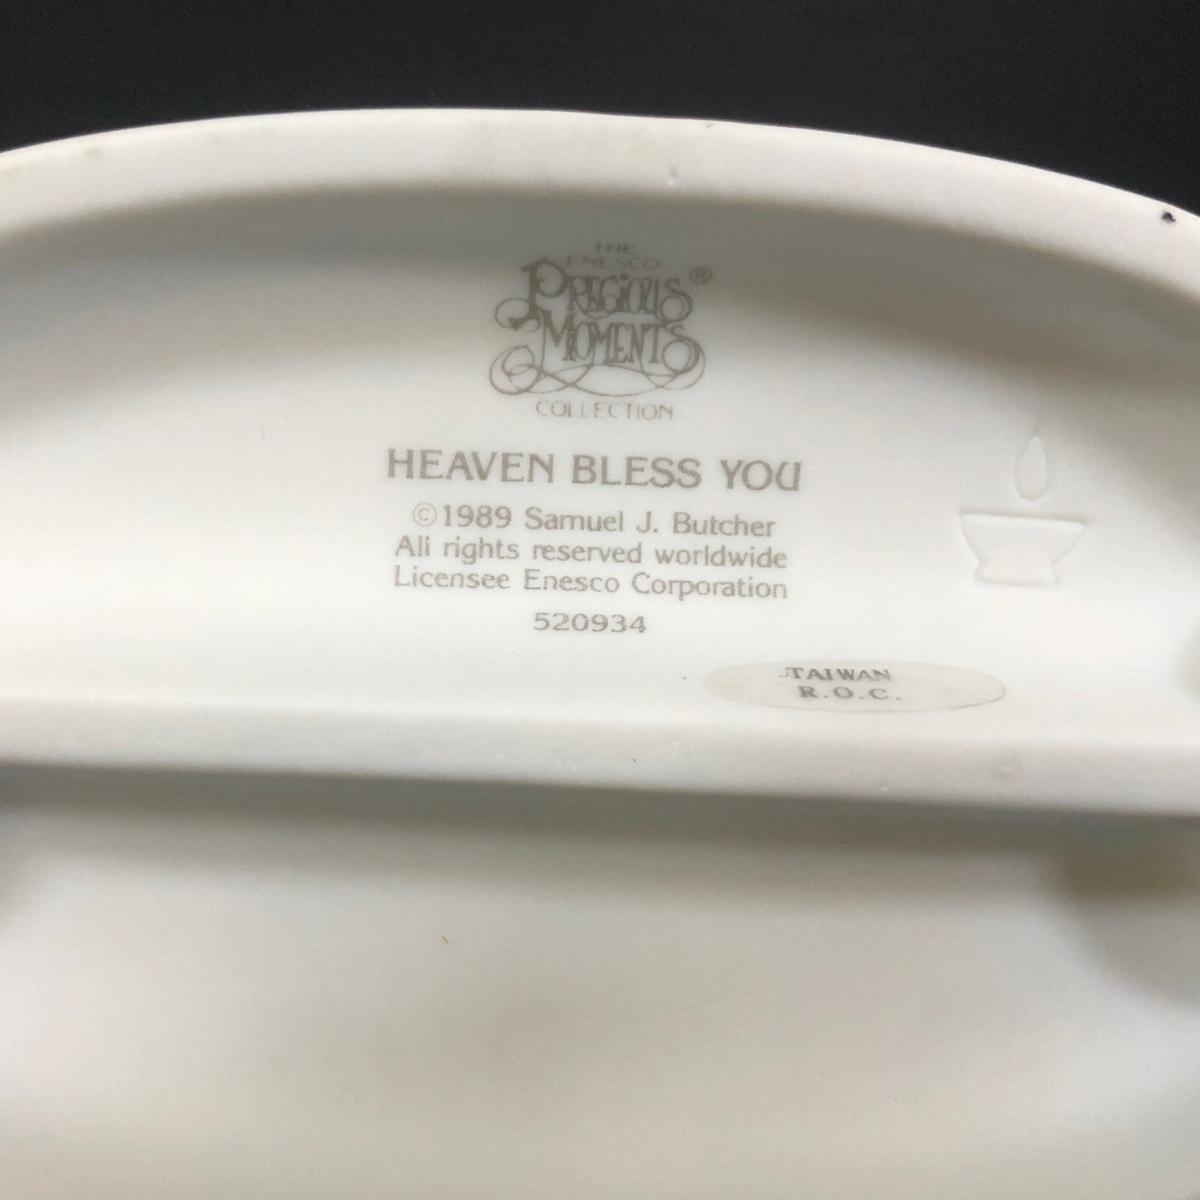 THE
ENESCO
PRECIOUS ®
MOMENTS
COLLECTION
HEAVEN BLESS YOU
©1989 Samuel J. Butcher
All rights reserved worldwide
Licensee Enesco Corporation
520934
TAIWAN
R.O.C.